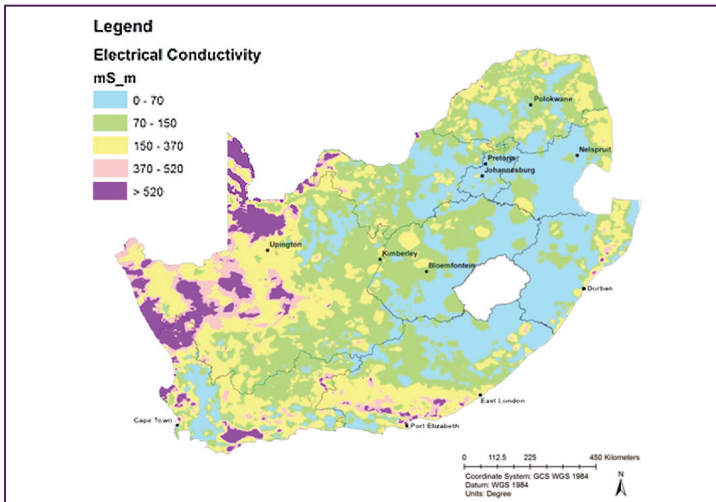 Legend
Electrical Conductivity
mS_m
0 - 70
70 - 150
150 - 370
370 - 520
> 520
Polokwane
Nelspruit
Pretoria
Johannesburg
Upington
Kimberley
Bloemfontein
Durban
East London
Cape Town
Port Elizabeth
0 112.5 225 450 Kilometers
Coordinate System: GCS WGS 1984
Datum: WGS 1984
Units: Degree
N